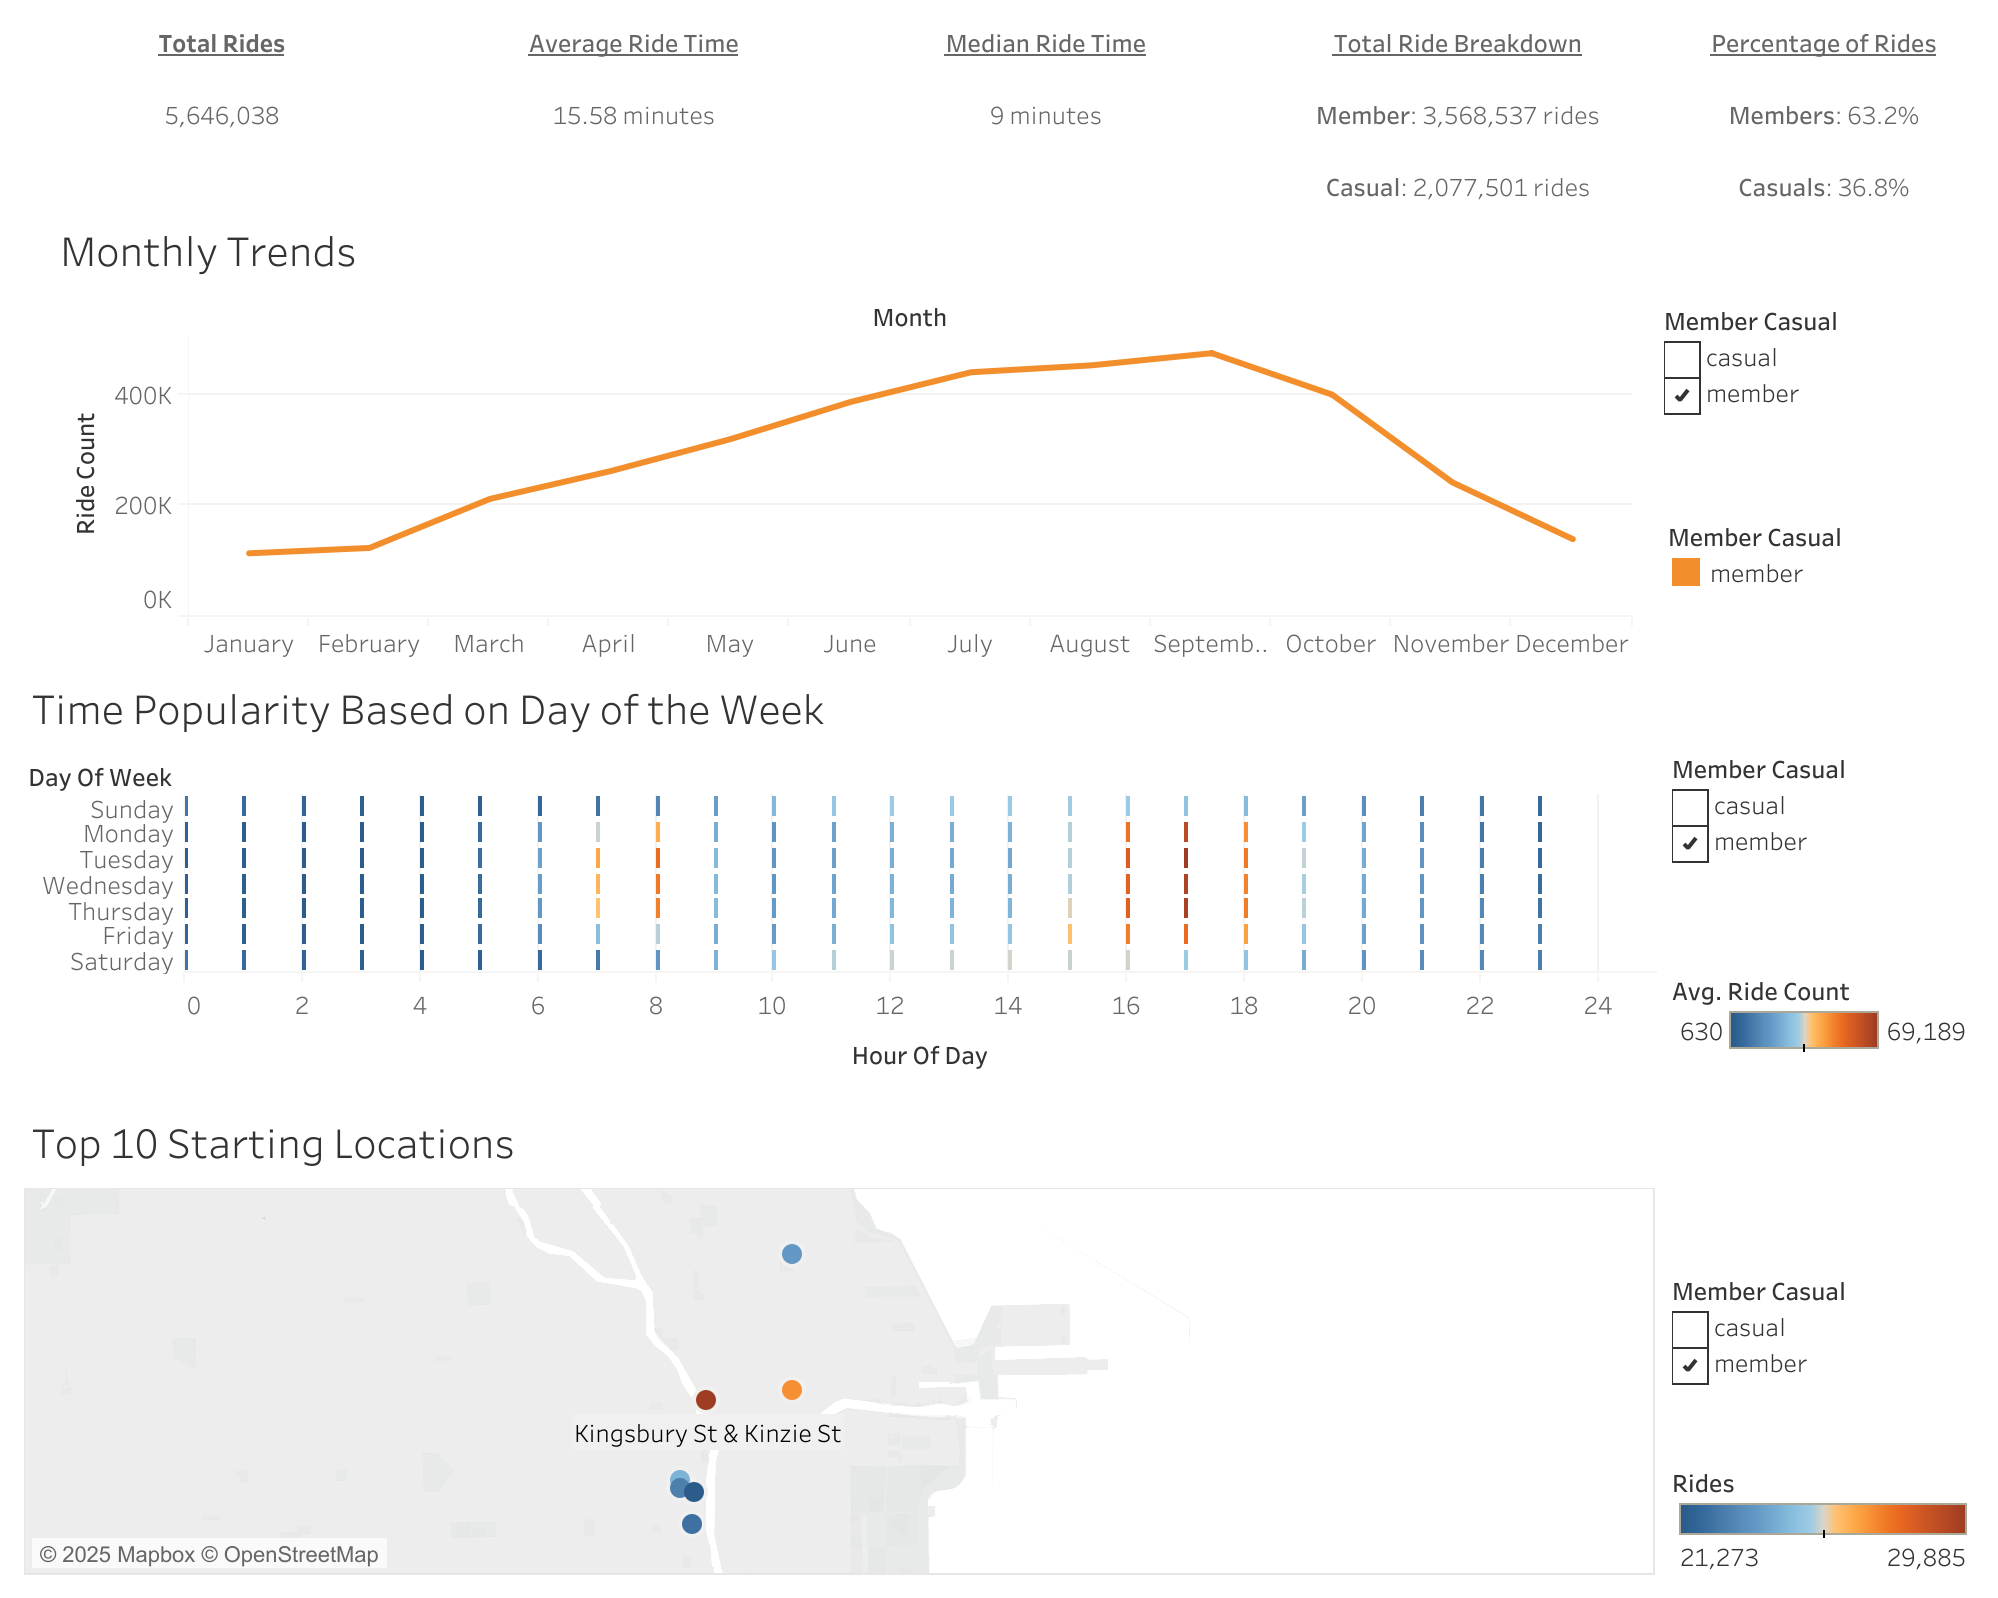 Total Rides
Average Ride Time
Median Ride Time
Total Ride Breakdown
Percentage of Rides
5,646,038
15.58 minutes
9 minutes
Member: 3,568,537 rides
Members: 63.2%
Casual: 2,077,501 rides
Casuals: 36.8%
Monthly Trends
Month
Ride Count
400K
200K
0K
January February March April May June July August Septemb.. October November December
Member Casual
casual
member
Member Casual
member
Time Popularity Based on Day of the Week
Day Of Week
Sunday
Monday
Tuesday
Wednesday
Thursday
Friday
Saturday
0 2 4 6 8 10 12 14 16 18 20 22 24
Hour Of Day
Member Casual
casual
member
Avg. Ride Count
630 69,189
Top 10 Starting Locations
Kingsbury St & Kinzie St
© 2025 Mapbox © OpenStreetMap
Member Casual
casual
member
Rides
21,273 29,885